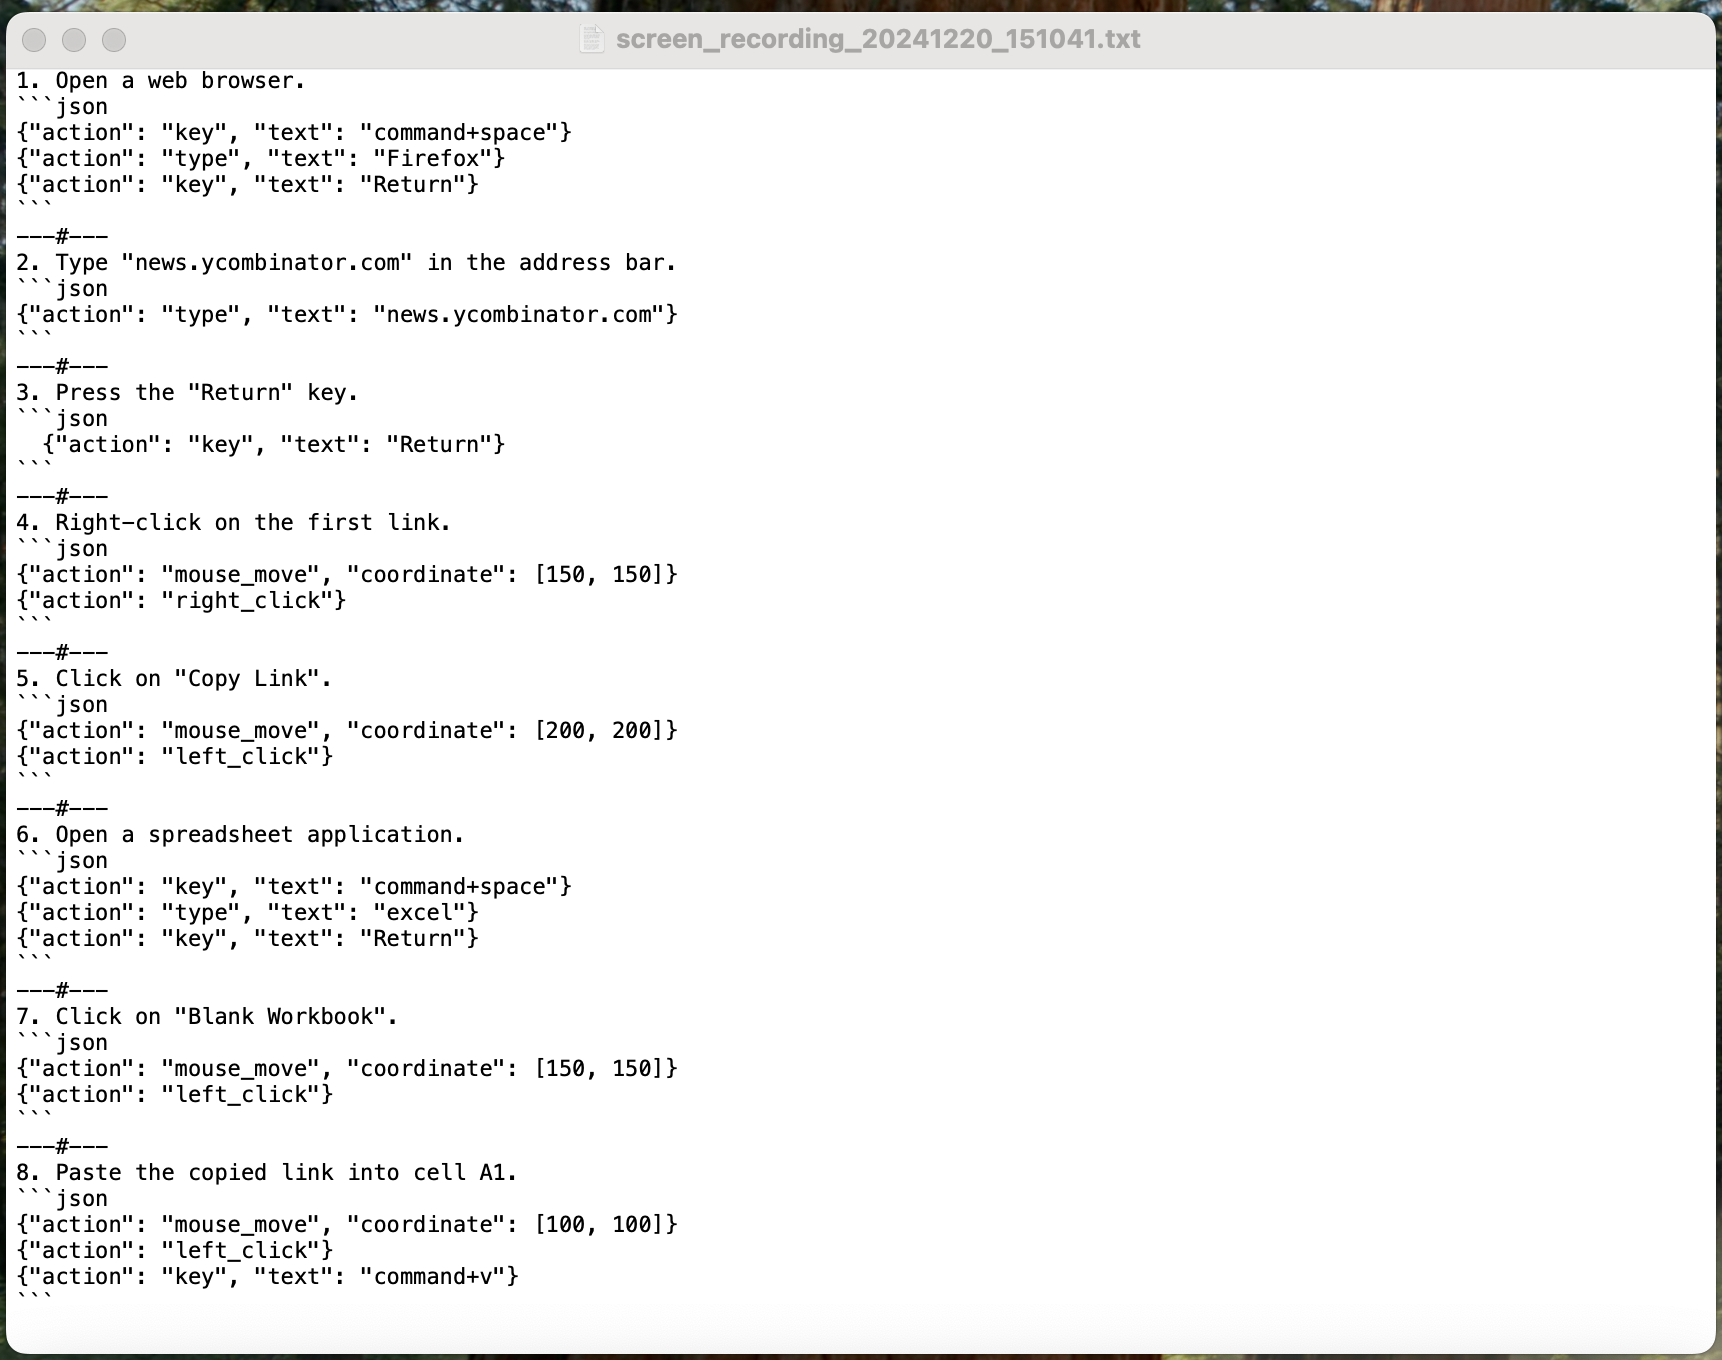 screen_recording_20241220_151041.txt
1. Open a web browser.
```json
{"action": "key", "text": "command+space"}
{"action": "type", "text": "Firefox"}
{"action": "key", "text": "Return"}
```
---#---
2. Type "news.ycombinator.com" in the address bar.
```json
{"action": "type", "text": "news.ycombinator.com"}
```
---#---
3. Press the "Return" key.
```json
  {"action": "key", "text": "Return"}
```
---#---
4. Right-click on the first link.
```json
{"action": "mouse_move", "coordinate": [150, 150]}
{"action": "right_click"}
```
---#---
5. Click on "Copy Link".
```json
{"action": "mouse_move", "coordinate": [200, 200]}
{"action": "left_click"}
```
---#---
6. Open a spreadsheet application.
```json
{"action": "key", "text": "command+space"}
{"action": "type", "text": "excel"}
{"action": "key", "text": "Return"}
```
---#---
7. Click on "Blank Workbook".
```json
{"action": "mouse_move", "coordinate": [150, 150]}
{"action": "left_click"}
```
---#---
8. Paste the copied link into cell A1.
```json
{"action": "mouse_move", "coordinate": [100, 100]}
{"action": "left_click"}
{"action": "key", "text": "command+v"}
```